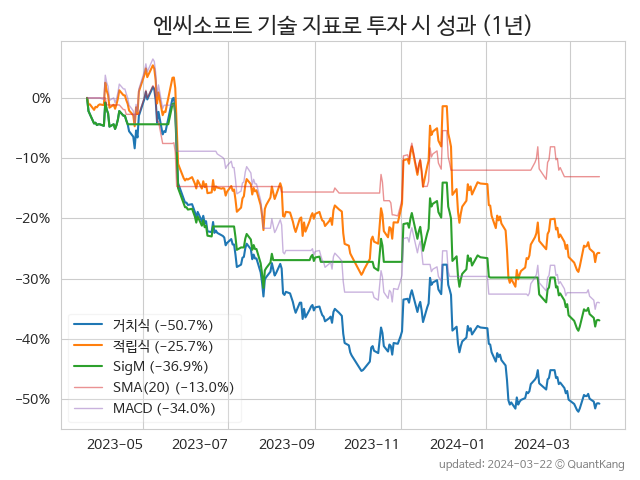 엔씨소프트 기술 지표로 투자 시 성과 (1년)
0%
−10%
−20%
−30%
−40%
−50%
거치식 (−50.7%)
적립식 (−25.7%)
SigM (−36.9%)
SMA(20) (−13.0%)
MACD (−34.0%)
2023−05
2023−07
2023−09
2023−11
2024−01
2024−03
updated: 2024−03−22 © QuantKang